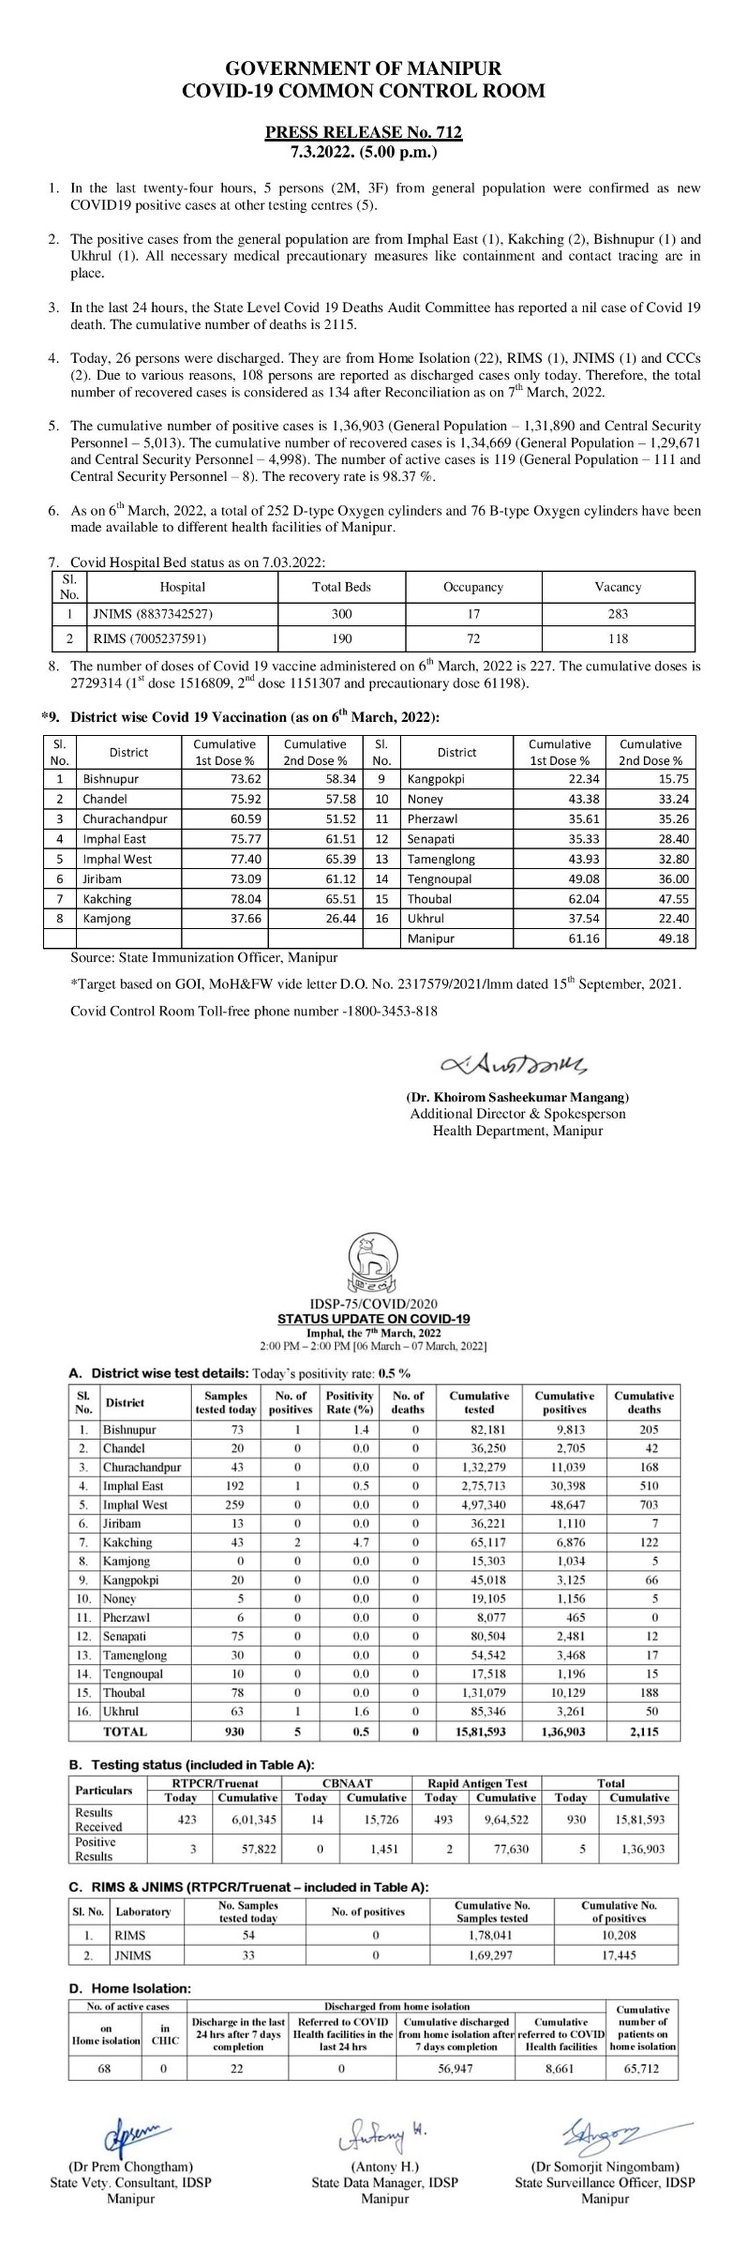 GOVERNMENT OF MANIPUR
COVID-19 COMMON CONTROL ROOM
PRESS RELEASE No. 712
7.3.2022. (5.00 p.m.)
1. In the last twenty-four hours, 5 persons (2M, 3F) from general population were confirmed as new
COVID19 positive cases at other testing centres (5).
2. The positive cases from the general population are from Imphal East (1), Kakching (2), Bishnupur (1) and
Ukhrul (1). All necessary medical precautionary measures like containment and contact tracing are in
place.
3. In the last 24 hours, the State Level Covid 19 Deaths Audit Committee has reported a nil case of Covid 19
death. The cumulative number of deaths is 2115.
4. Today, 26 persons were discharged. They are from Home Isolation (22), RIMS (1), JNIMS (1) and CCCs
(2). Due to various reasons, 108 persons are reported as discharged cases only today. Therefore, the total
number of recovered cases is considered as 134 after Reconciliation as on 7th March, 2022.
5. The cumulative number of positive cases is 1,36,903 (General Population – 1,31,890 and Central Security
Personnel – 5,013). The cumulative number of recovered cases is 1,34,669 (General Population – 1,29,671
and Central Security Personnel – 4,998). The number of active cases is 119 (General Population – 111 and
Central Security Personnel – 8). The recovery rate is 98.37 %.
6. As on 6th March, 2022, a total of 252 D-type Oxygen cylinders and 76 B-type Oxygen cylinders have been
made available to different health facilities of Manipur.
7. Covid Hospital Bed status as on 7.03.2022:
Sl. No. Hospital Total Beds Occupancy Vacancy
1 JNIMS (8837342527) 300 17 283
2 RIMS (7005237591) 190 72 118
8. The number of doses of Covid 19 vaccine administered on 6th March, 2022 is 227. The cumulative doses is
2729314 (1st dose 1516809, 2nd dose 1151307 and precautionary dose 61198).
*9. District wise Covid 19 Vaccination (as on 6th March, 2022):
Sl. No. District Cumulative 1st Dose % Cumulative 2nd Dose % Sl. No. District Cumulative 1st Dose % Cumulative 2nd Dose %
1 Bishnupur 73.62 58.34 9 Kangpokpi 22.34 15.75
2 Chandel 75.92 57.58 10 Noney 43.38 33.24
3 Churachandpur 60.59 51.52 11 Pherzawl 35.61 35.26
4 Imphal East 75.77 61.51 12 Senapati 35.33 28.40
5 Imphal West 77.40 65.39 13 Tamenglong 43.93 32.80
6 Jiribam 73.09 61.12 14 Tengnoupal 49.08 36.00
7 Kakching 78.04 65.51 15 Thoubal 62.04 47.55
8 Kamjong 37.66 26.44 16 Ukhrul 37.54 22.40
Manipur 61.16 49.18
Source: State Immunization Officer, Manipur
*Target based on GOI, MoH&FW vide letter D.O. No. 2317579/2021/Imm dated 15th September, 2021.
Covid Control Room Toll-free phone number -1800-3453-818
(Dr. Khoirom Sasheekumar Mangang)
Additional Director & Spokesperson
Health Department, Manipur
IDSP-75/COVID/2020
STATUS UPDATE ON COVID-19
Imphal, the 7th March, 2022
2:00 PM – 2:00 PM [06 March – 07 March, 2022]
A. District wise test details: Today's positivity rate: 0.5 %
Sl. No. District Samples tested today No. of positives Positivity Rate (%) No. of deaths Cumulative tested Cumulative positives Cumulative deaths
1. Bishnupur 73 1 1.4 0 82,181 9,813 205
2. Chandel 20 0 0.0 0 36,250 2,705 42
3. Churachandpur 43 0 0.0 0 1,32,279 11,039 168
4. Imphal East 192 1 0.5 0 2,75,713 30,398 510
5. Imphal West 259 0 0.0 0 4,97,340 48,647 703
6. Jiribam 13 0 0.0 0 36,221 1,110 7
7. Kakching 43 2 4.7 0 65,117 6,876 122
8. Kamjong 0 0 0.0 0 15,303 1,034 5
9. Kangpokpi 20 0 0.0 0 45,018 3,125 66
10. Noney 5 0 0.0 0 19,105 1,156 5
11. Pherzawl 6 0 0.0 0 8,077 465 0
12. Senapati 75 0 0.0 0 80,504 2,481 12
13. Tamenglong 30 0 0.0 0 54,542 3,468 17
14. Tengnoupal 10 0 0.0 0 17,518 1,196 15
15. Thoubal 78 0 0.0 0 1,31,079 10,129 188
16. Ukhrul 63 1 1.6 0 85,346 3,261 50
TOTAL 930 5 0.5 0 15,81,593 1,36,903 2,115
B. Testing status (included in Table A):
Particulars RTPCR/Truenat CBNAAT Rapid Antigen Test Total
Today Cumulative Today Cumulative Today Cumulative Today Cumulative
Results Received 423 6,01,345 14 15,726 493 9,64,522 930 15,81,593
Positive Results 3 57,822 0 1,451 2 77,630 5 1,36,903
C. RIMS & JNIMS (RTPCR/Truenat – included in Table A):
Sl. No. Laboratory No. Samples tested today No. of positives Cumulative No. Samples tested Cumulative No. of positives
1. RIMS 54 0 1,78,041 10,208
2. JNIMS 33 0 1,69,297 17,445
D. Home Isolation:
No. of active cases Discharged from home isolation Cumulative number of patients on home isolation
on Home isolation in CHIC Discharge in the last 24 hrs after 7 days completion Referred to COVID Health facilities in the last 24 hrs Cumulative discharged from home isolation after 7 days completion Cumulative referred to COVID Health facilities
68 0 22 0 56,947 8,661 65,712
(Dr Prem Chongtham) (Antony H.) (Dr Somorjit Ningombam)
State Vety. Consultant, IDSP State Data Manager, IDSP State Surveillance Officer, IDSP
Manipur Manipur Manipur